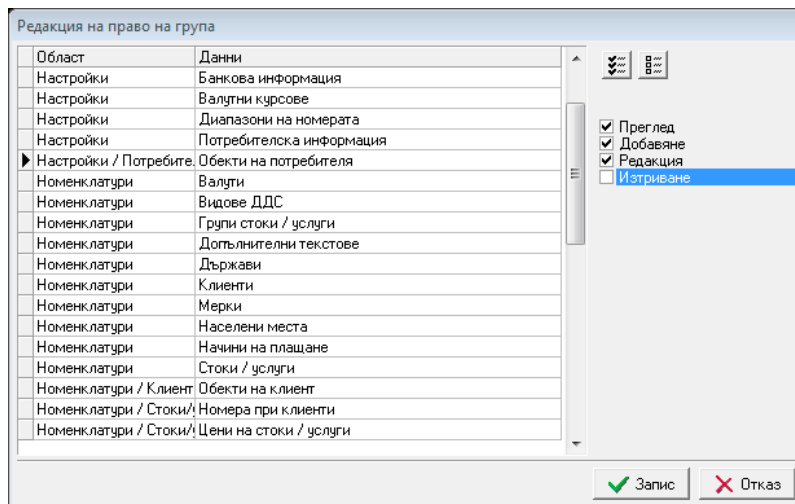 Редакция на право на група
Област Данни
Настройки Банкова информация
Настройки Валутни курсове
Настройки Диапазони на номерата
Настройки Потребителска информация
Настройки / Потребите. Обекти на потребителя
Номенклатури Валути
Номенклатури Видове ДДС
Номенклатури Групи стоки / услуги
Номенклатури Допълнителни текстове
Номенклатури Държави
Номенклатури Клиенти
Номенклатури Мерки
Номенклатури Населени места
Номенклатури Начини на плащане
Номенклатури Стоки / услуги
Номенклатури / Клиент Обекти на клиент
Номенклатури / Стоки/ Номера при клиенти
Номенклатури / Стоки/ Цени на стоки / услуги
Преглед
Добавяне
Редакция
Изтриване
Запис Отказ